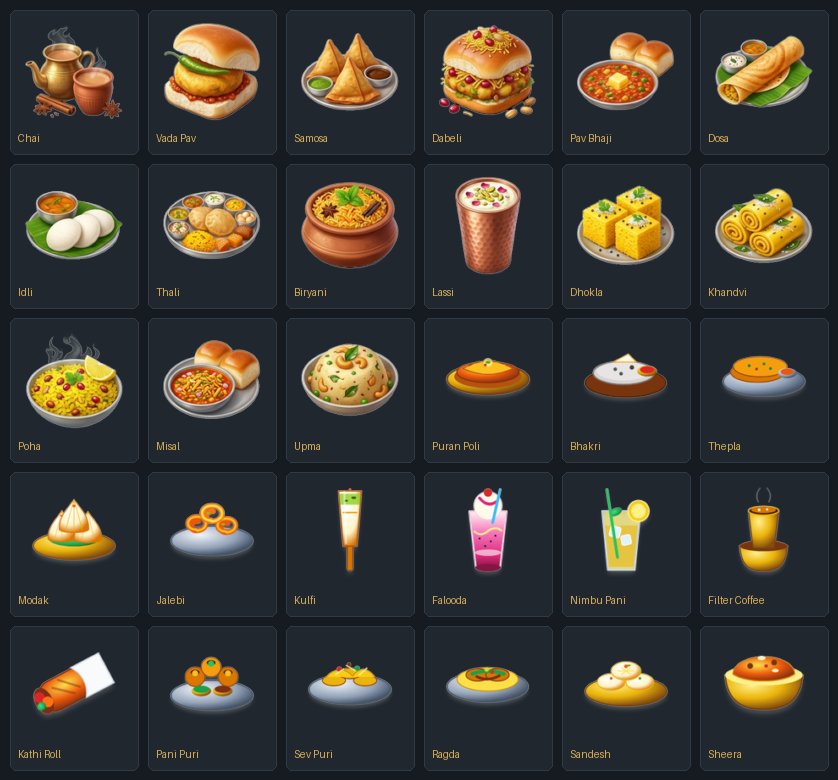 Chai
Vada Pav
Samosa
Dabeli
Pav Bhaji
Dosa
Idli
Thali
Biryani
Lassi
Dhokla
Khandvi
Poha
Misal
Upma
Puran Poli
Bhakri
Thepla
Modak
Jalebi
Kulfi
Falooda
Nimbu Pani
Filter Coffee
Kathi Roll
Pani Puri
Sev Puri
Ragda
Sandesh
Sheera